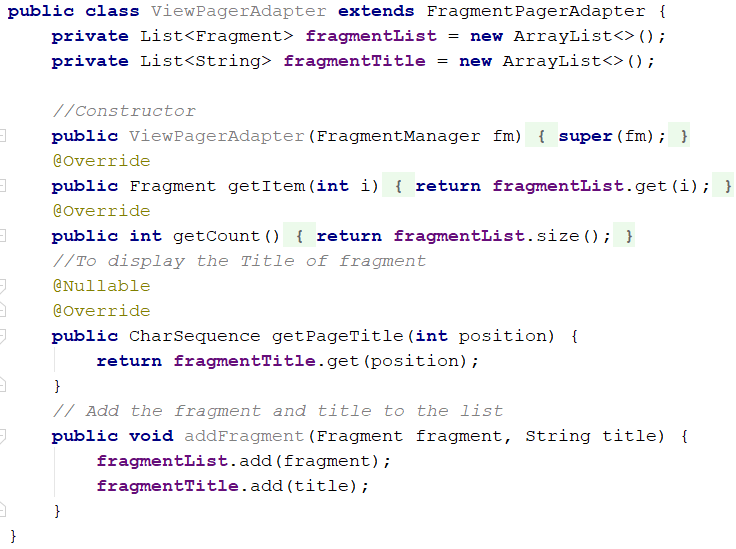 public class ViewPagerAdapter extends FragmentPagerAdapter {
    private List<Fragment> fragmentList = new ArrayList<>();
    private List<String> fragmentTitle = new ArrayList<>();

    //Constructor
    public ViewPagerAdapter(FragmentManager fm) { super(fm); }
    @Override
    public Fragment getItem(int i) { return fragmentList.get(i); }
    @Override
    public int getCount() { return fragmentList.size(); }
    //To display the Title of fragment
    @Nullable
    @Override
    public CharSequence getPageTitle(int position) {
        return fragmentTitle.get(position);
    }
    // Add the fragment and title to the list
    public void addFragment(Fragment fragment, String title) {
        fragmentList.add(fragment);
        fragmentTitle.add(title);
    }
}